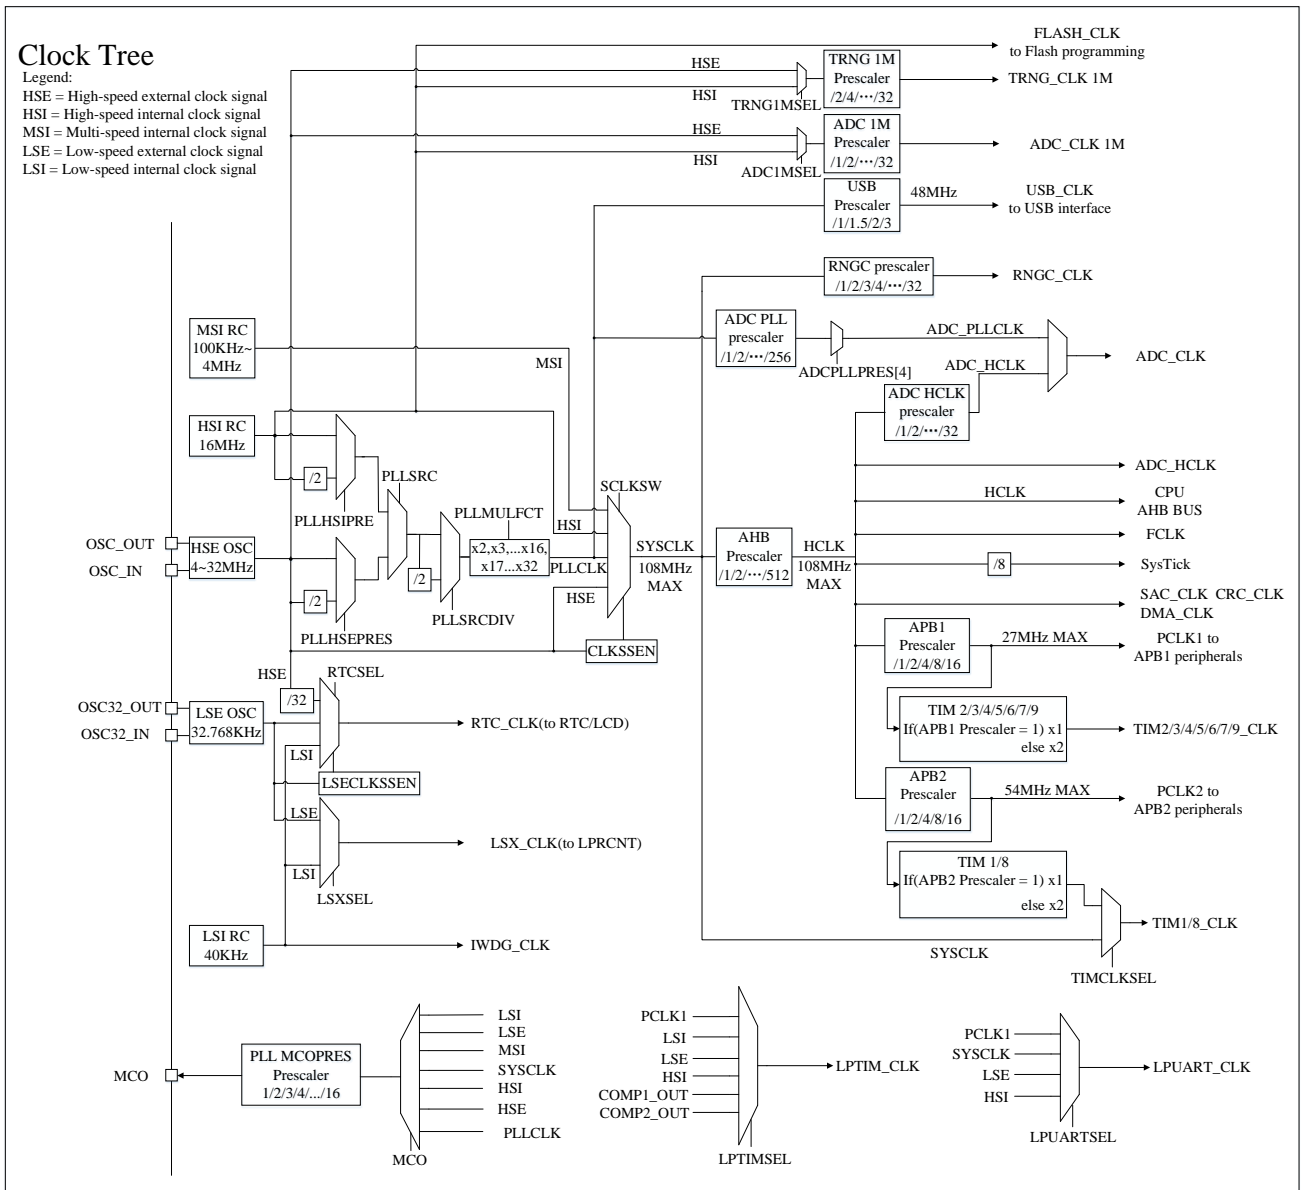 Clock Tree
Legend:
HSE = High-speed external clock signal
HSI = High-speed internal clock signal
MSI = Multi-speed internal clock signal
LSE = Low-speed external clock signal
LSI = Low-speed internal clock signal
FLASH_CLK
to Flash programming
HSE
HSI
TRNG1MSEL
TRNG 1M
Prescaler
/2/4/···/32
TRNG_CLK 1M
HSE
HSI
ADC1MSEL
ADC 1M
Prescaler
/1/2/···/32
ADC_CLK 1M
USB
Prescaler
/1/1.5/2/3
48MHz
USB_CLK
to USB interface
RNGC prescaler
/1/2/3/4/···/32
RNGC_CLK
MSI RC
100KHz~
4MHz
MSI
ADC PLL
prescaler
/1/2/···/256
ADCPLLPRES[4]
ADC_PLLCLK
ADC_HCLK
ADC_CLK
ADC HCLK
prescaler
/1/2/···/32
HSI RC
16MHz
/2
PLLHSIPRE
PLLSRC
PLLMULFCT
SCLKSW
HSI
ADC_HCLK
HCLK
CPU
AHB BUS
FCLK
OSC_OUT
OSC_IN
HSE OSC
4~32MHz
/2
PLLHSEPRES
/2
PLLSRCDIV
x2,x3,...x16,
x17...x32
PLLCLK
HSE
CLKSSEN
SYSCLK
108MHz
MAX
AHB
Prescaler
/1/2/···/512
HCLK
108MHz
MAX
/8
SysTick
SAC_CLK CRC_CLK
DMA_CLK
APB1
Prescaler
/1/2/4/8/16
27MHz MAX
PCLK1 to
APB1 peripherals
HSE
/32
RTCSEL
OSC32_OUT
OSC32_IN
LSE OSC
32.768KHz
LSI
RTC_CLK(to RTC/LCD)
LSECLKSSEN
TIM 2/3/4/5/6/7/9
If(APB1 Prescaler = 1) x1
else x2
TIM2/3/4/5/6/7/9_CLK
APB2
Prescaler
/1/2/4/8/16
54MHz MAX
PCLK2 to
APB2 peripherals
LSE
LSI
LSXSEL
LSX_CLK(to LPRCNT)
TIM 1/8
If(APB2 Prescaler = 1) x1
else x2
TIM1/8_CLK
SYSCLK
TIMCLKSEL
LSI RC
40KHz
IWDG_CLK
MCO
PLL MCOPRES
Prescaler
1/2/3/4/.../16
LSI
LSE
MSI
SYSCLK
HSI
HSE
PLLCLK
MCO
PCLK1
LSI
LSE
HSI
COMP1_OUT
COMP2_OUT
LPTIM_CLK
LPTIMSEL
PCLK1
SYSCLK
LSE
HSI
LPUART_CLK
LPUARTSEL